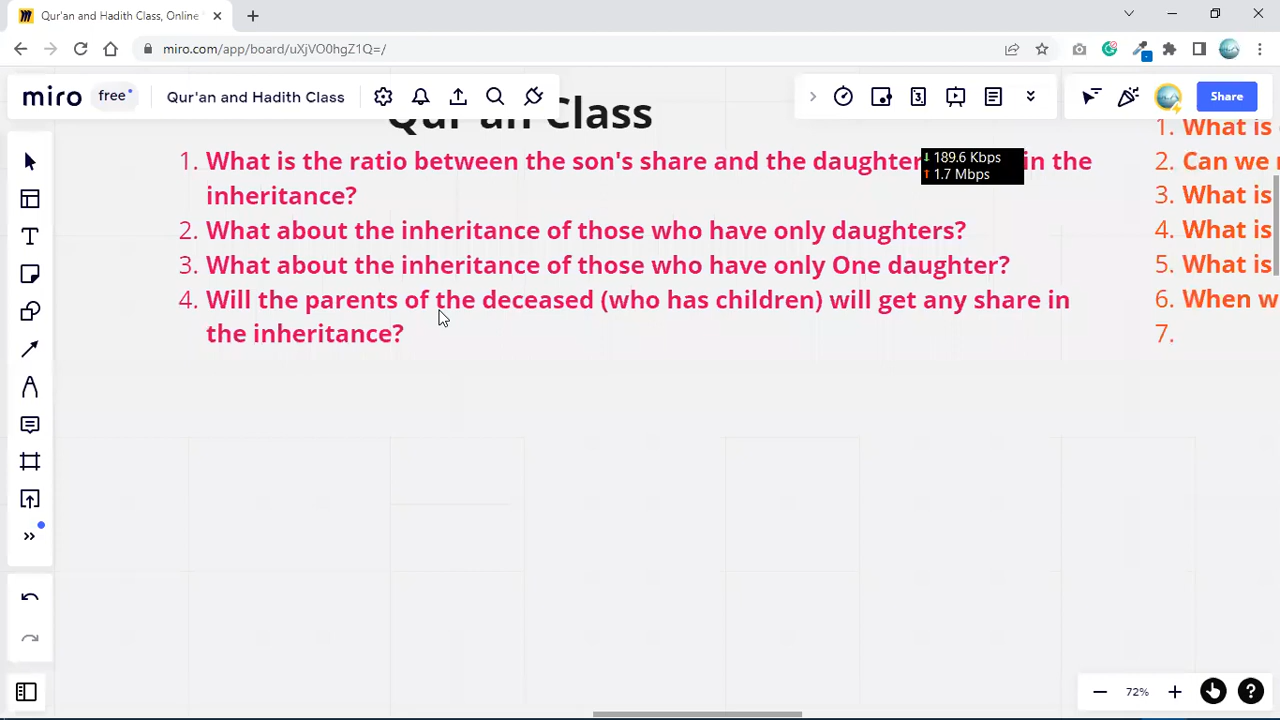 Qur'an and Hadith Class, Online
miro.com/app/board/uXjVO0hgZ1Q=/
miro free Qur'an and Hadith Class
Share
Qur'an Class
1. What is the ratio between the son's share and the daughter in the
inheritance?
2. What about the inheritance of those who have only daughters?
3. What about the inheritance of those who have only One daughter?
4. Will the parents of the deceased (who has children) will get any share in
the inheritance?
189.6 Kbps
1.7 Mbps
1. What is
2. Can we
3. What is
4. What is
5. What is
6. When w
7.
72%